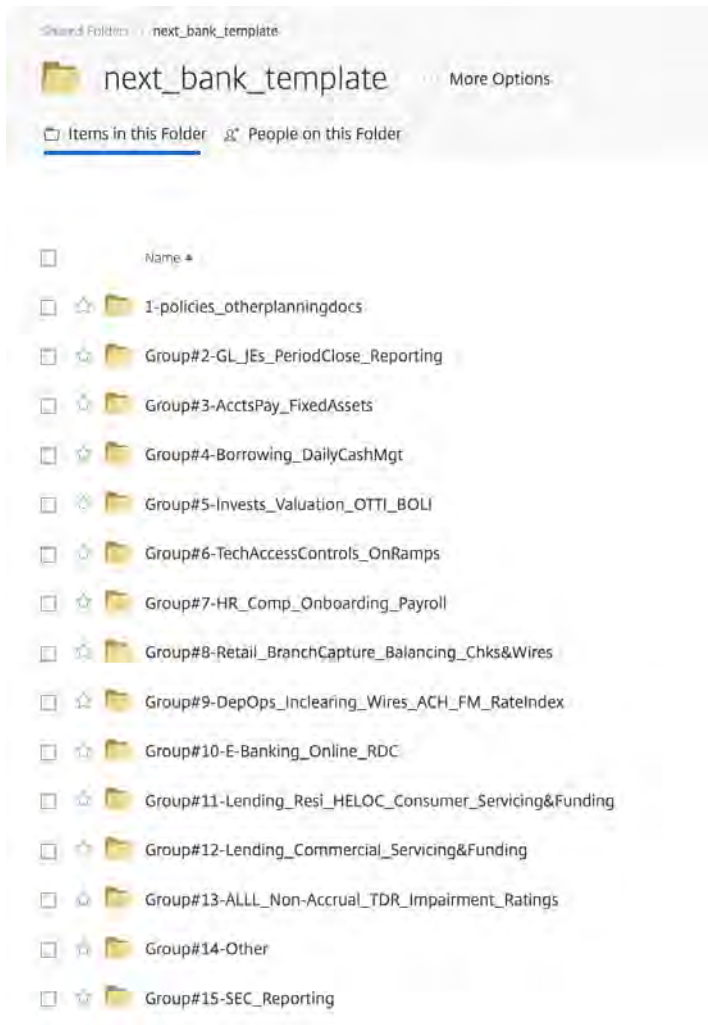 Shared Folders next_bank_template
next_bank_template More Options
Items in this Folder People on this Folder
Name
1-policies_otherplanningdocs
Group#2-GL_JEs_PeriodClose_Reporting
Group#3-AcctsPay_FixedAssets
Group#4-Borrowing_DailyCashMgt
Group#5-Invests_Valuation_OTTI_BOLI
Group#6-TechAccessControls_OnRamps
Group#7-HR_Comp_Onboarding_Payroll
Group#8-Retail_BranchCapture_Balancing_Chks&Wires
Group#9-DepOps_Inclearing_Wires_ACH_FM_RateIndex
Group#10-E-Banking_Online_RDC
Group#11-Lending_Resi_HELOC_Consumer_Servicing&Funding
Group#12-Lending_Commercial_Servicing&Funding
Group#13-ALLL_Non-Accrual_TDR_Impairment_Ratings
Group#14-Other
Group#15-SEC_Reporting